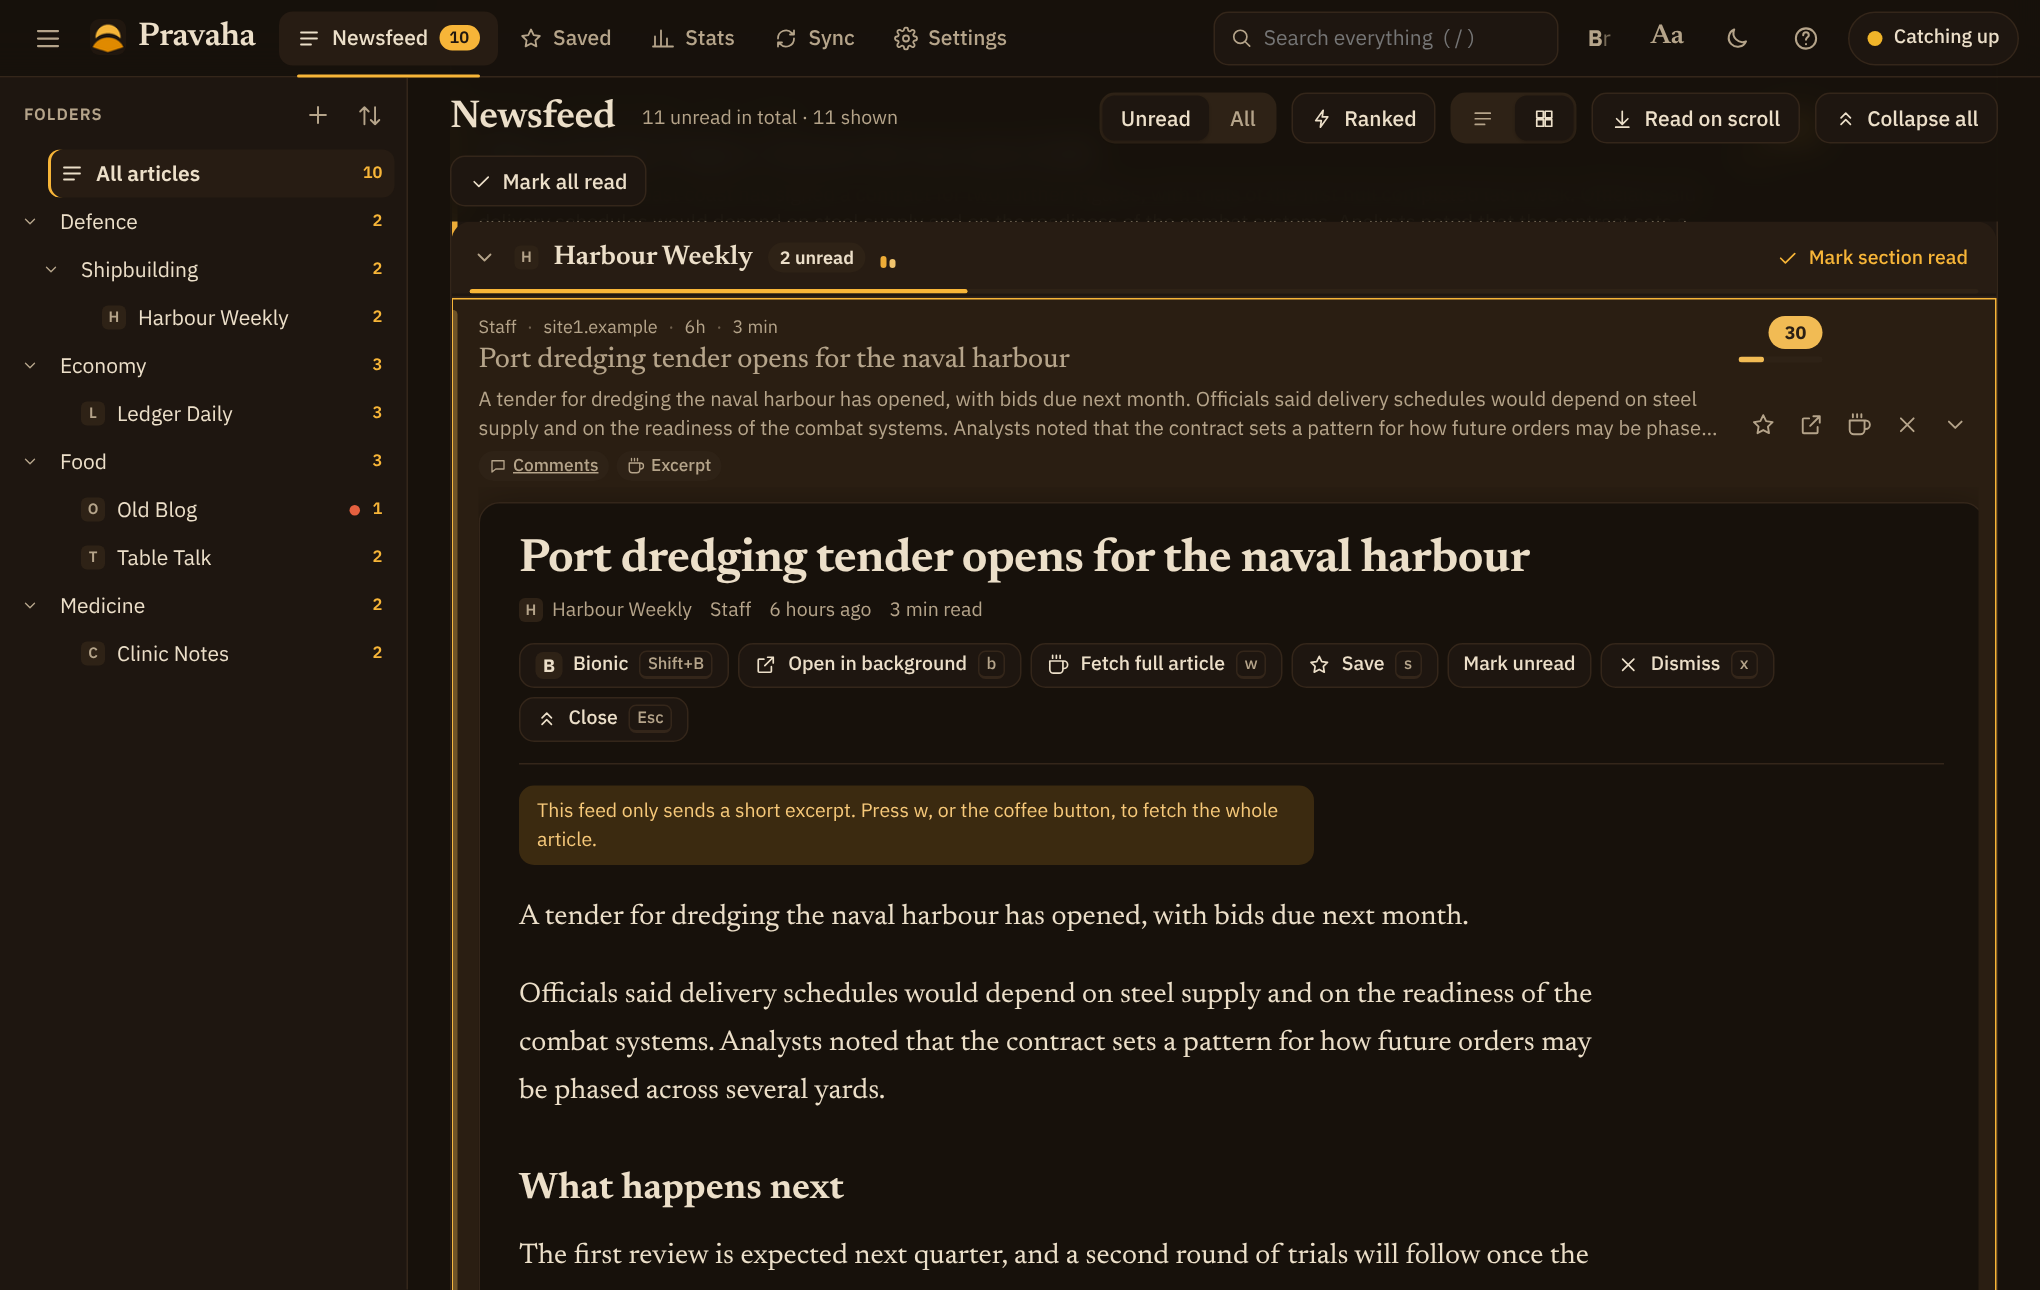 Pravaha
Newsfeed 10
Saved
Stats
Sync
Settings
Search everything (/)
Br
Aa
Catching up
FOLDERS
All articles 10
Defence 2
Shipbuilding 2
H Harbour Weekly 2
Economy 3
L Ledger Daily 3
Food 3
O Old Blog 1
T Table Talk 2
Medicine 2
C Clinic Notes 2
Newsfeed
11 unread in total · 11 shown
Unread All
Ranked
Read on scroll
Collapse all
Mark all read
H Harbour Weekly 2 unread
Mark section read
Staff · site1.example · 6h · 3 min
30
Port dredging tender opens for the naval harbour
A tender for dredging the naval harbour has opened, with bids due next month. Officials said delivery schedules would depend on steel
supply and on the readiness of the combat systems. Analysts noted that the contract sets a pattern for how future orders may be phase...
Comments Excerpt
Port dredging tender opens for the naval harbour
H Harbour Weekly Staff 6 hours ago 3 min read
B Bionic Shift+B
Open in background b
Fetch full article w
Save s
Mark unread
Dismiss x
Close Esc
This feed only sends a short excerpt. Press w, or the coffee button, to fetch the whole
article.
A tender for dredging the naval harbour has opened, with bids due next month.
Officials said delivery schedules would depend on steel supply and on the readiness of the
combat systems. Analysts noted that the contract sets a pattern for how future orders may
be phased across several yards.
What happens next
The first review is expected next quarter, and a second round of trials will follow once the